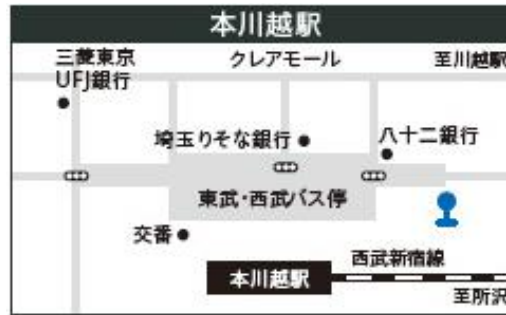 本川越駅
三菱東京
UFJ銀行
クレアモール
至川越駅
埼玉りそな銀行
八十二銀行
東武・西武バス停
交番
西武新宿線
本川越駅
至所沢